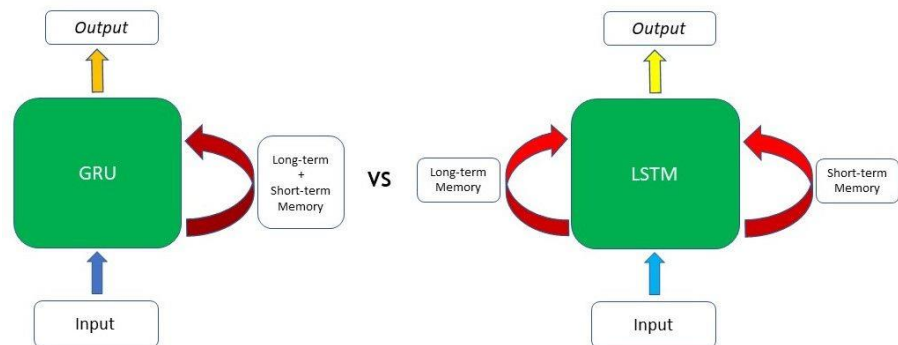 Output
GRU
Long-term
+
Short-term
Memory
Input
VS
Output
Long-term
Memory
LSTM
Short-term
Memory
Input